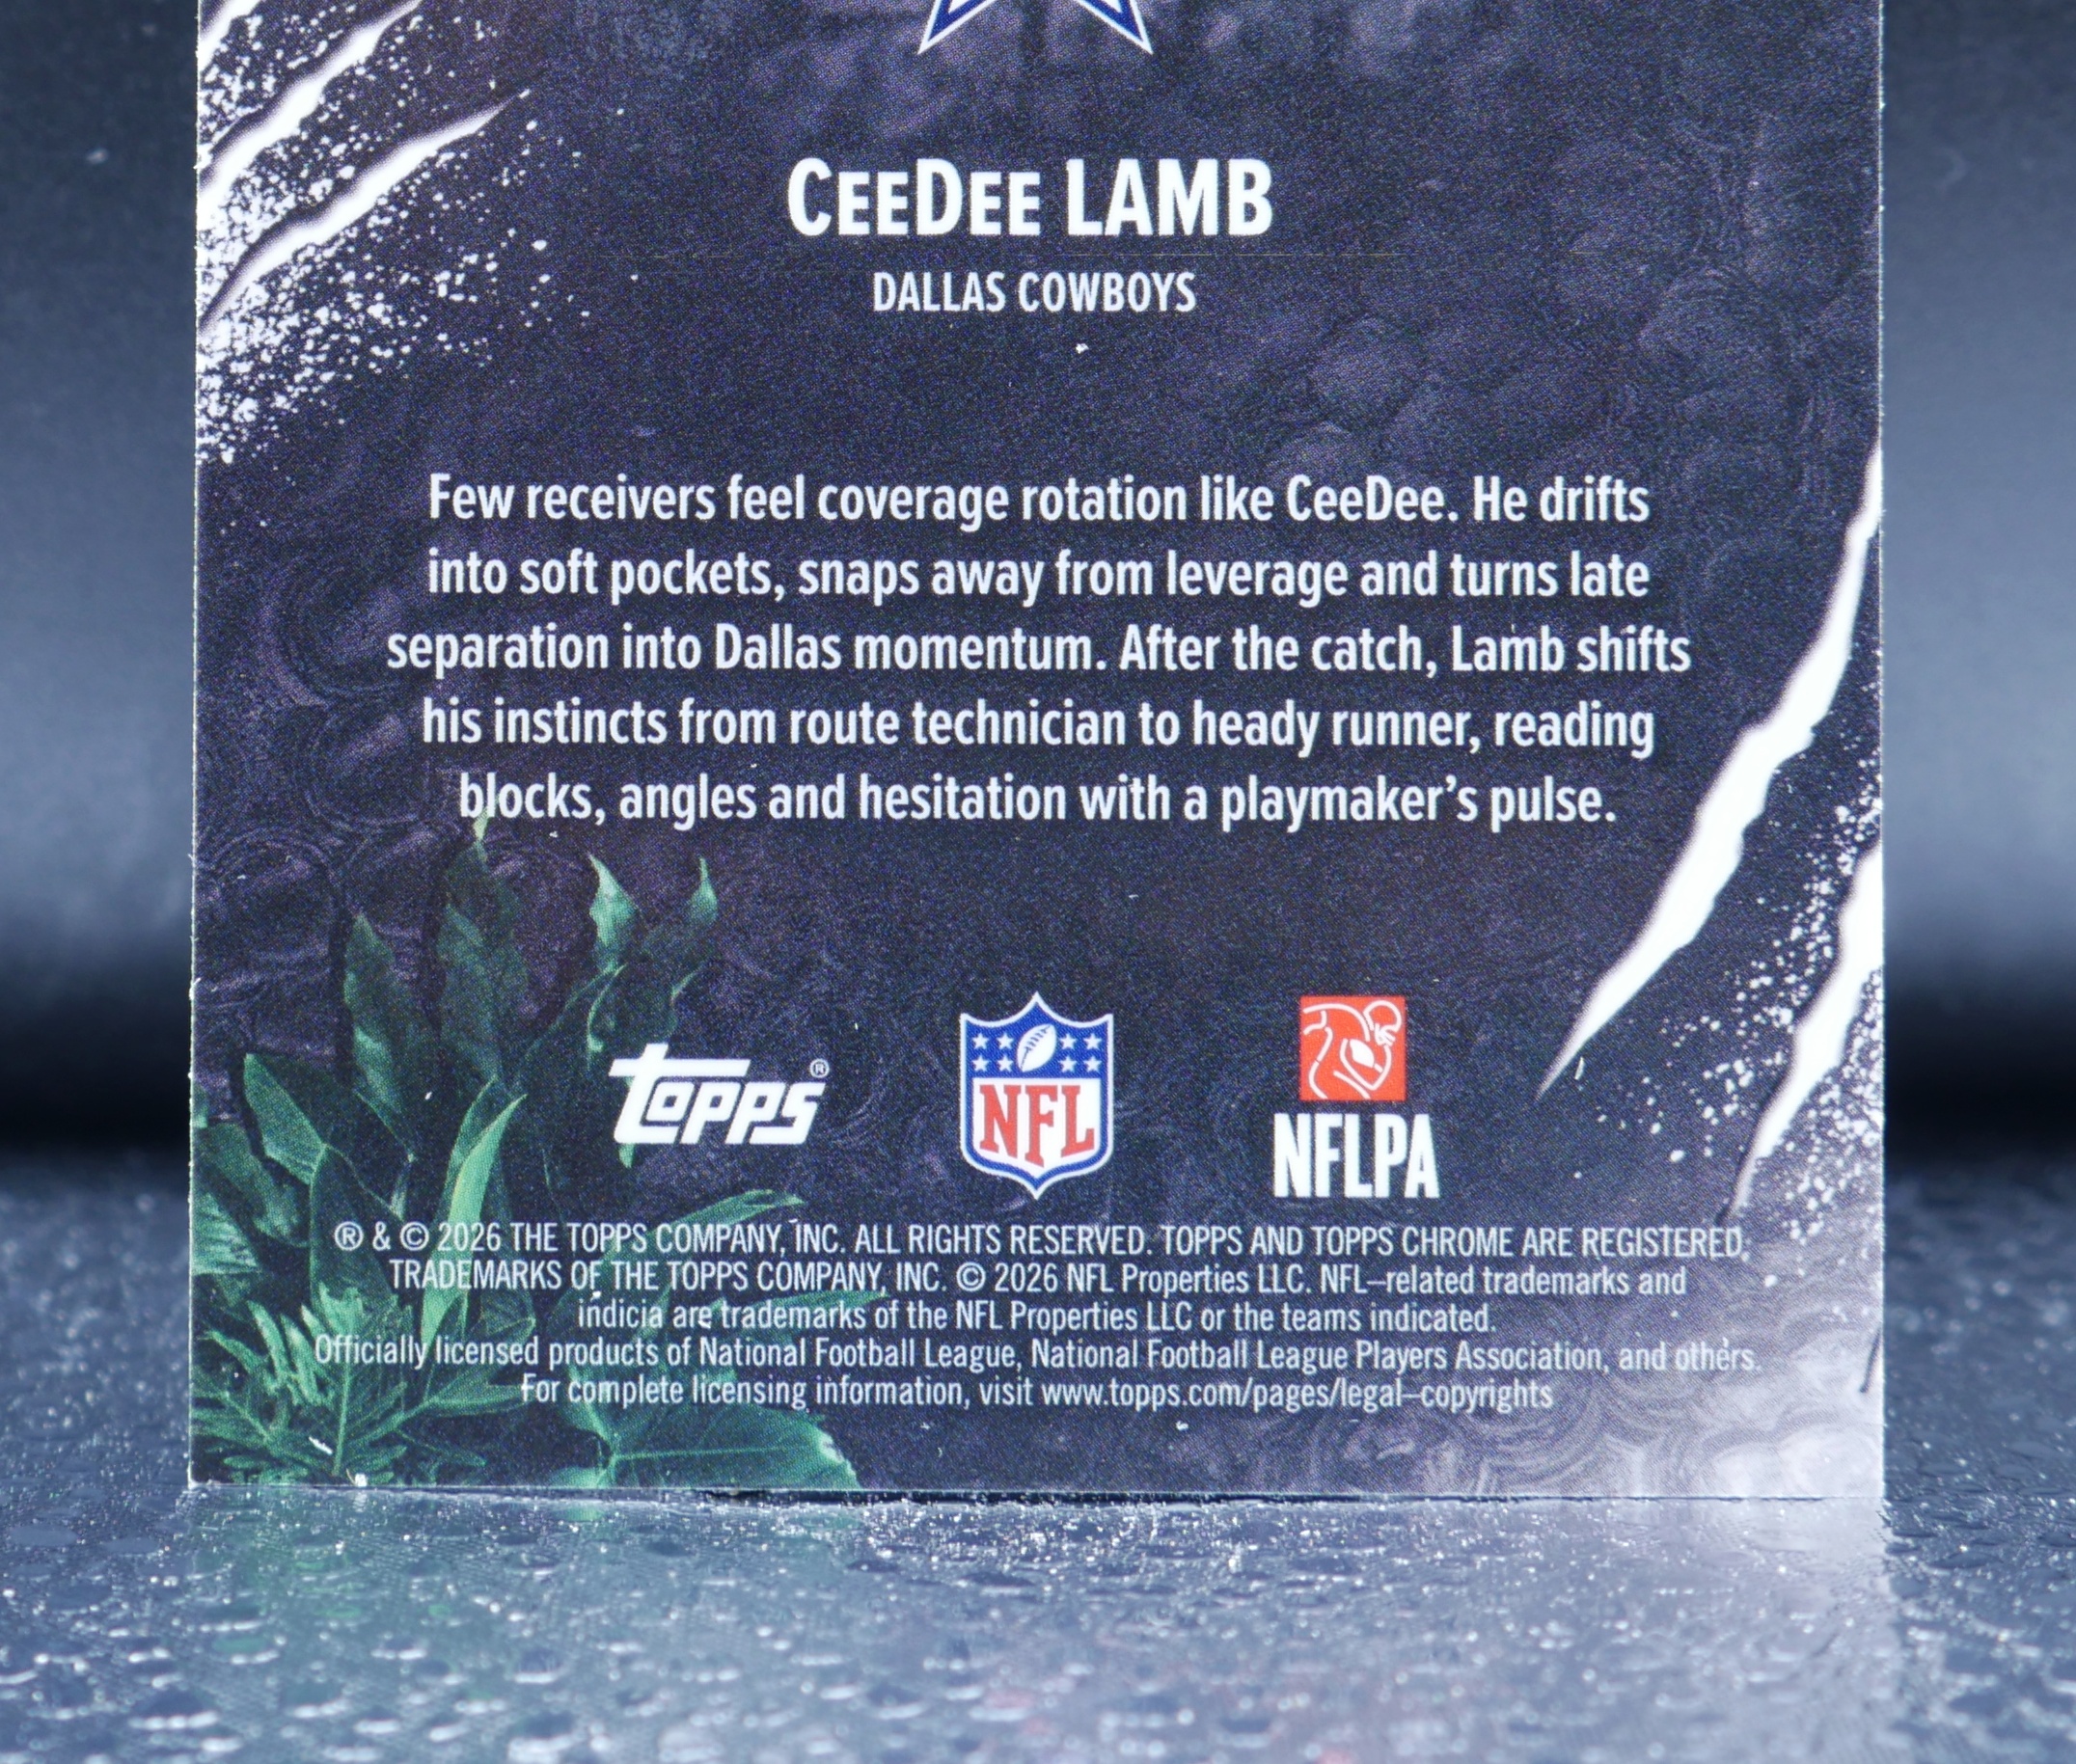 CEEDEE LAMB
DALLAS COWBOYS
Few receivers feel coverage rotation like CeeDee. He drifts
into soft pockets, snaps away from leverage and turns late
separation into Dallas momentum. After the catch, Lamb shifts
his instincts from route technician to heady runner, reading
blocks, angles and hesitation with a playmaker's pulse.
topps®
NFL
NFLPA
® & © 2026 THE TOPPS COMPANY, INC. ALL RIGHTS RESERVED. TOPPS AND TOPPS CHROME ARE REGISTERED.
TRADEMARKS OF THE TOPPS COMPANY, INC. © 2026 NFL Properties LLC. NFL–related trademarks and
indicia are trademarks of the NFL Properties LLC or the teams indicated.
Officially licensed products of National Football League, National Football League Players Association, and others.
For complete licensing information, visit www.topps.com/pages/legal–copyrights